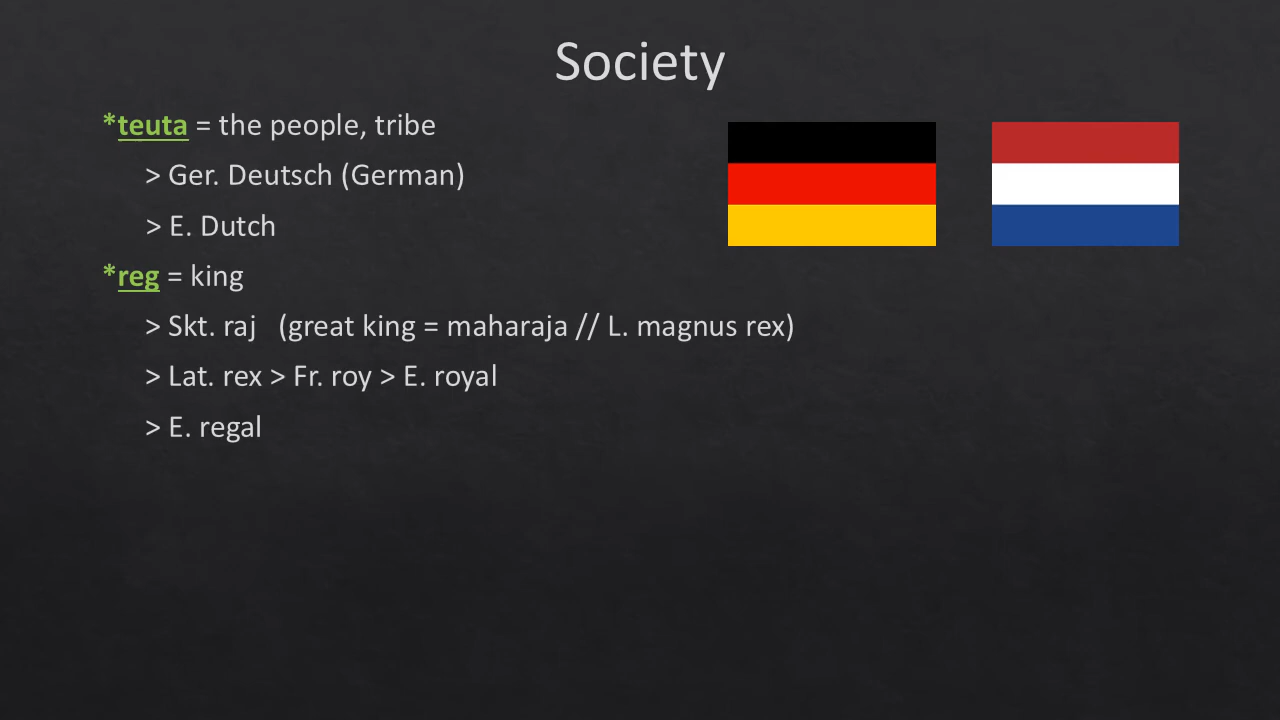 Society
*teuta = the people, tribe
> Ger. Deutsch (German)
> E. Dutch
*reg = king
> Skt. raj (great king = maharaja // L. magnus rex)
> Lat. rex > Fr. roy > E. royal
> E. regal